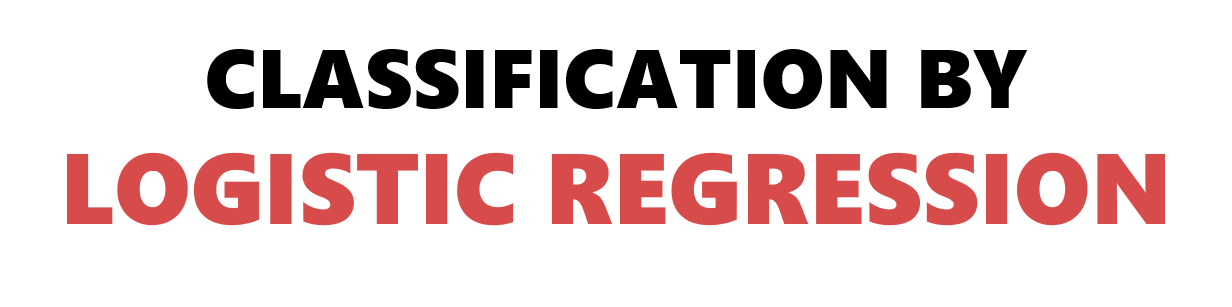 CLASSIFICATION BY
LOGISTIC REGRESSION